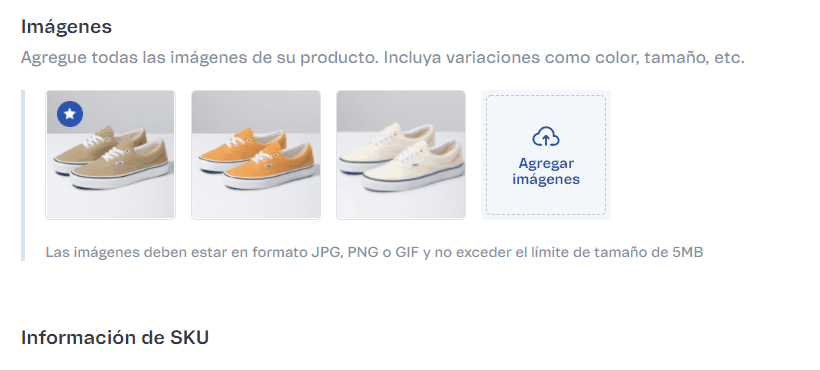 Imágenes
Agregue todas las imágenes de su producto. Incluya variaciones como color, tamaño, etc.
Agregar
imágenes
Las imágenes deben estar en formato JPG, PNG o GIF y no exceder el límite de tamaño de 5MB
Información de SKU